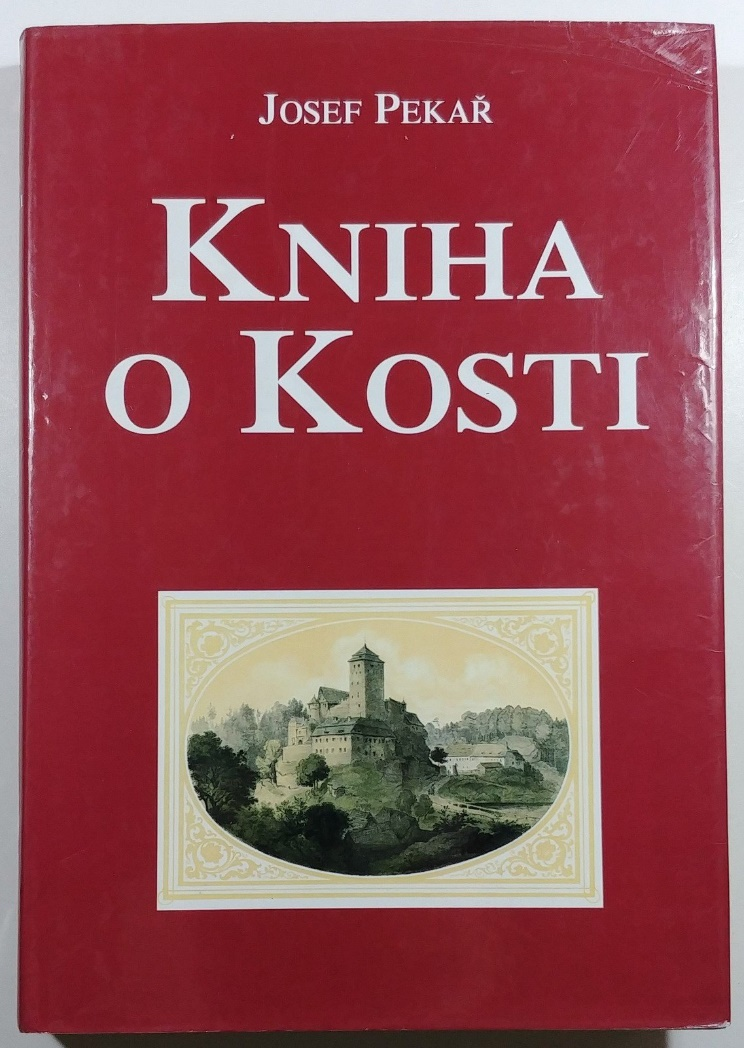 Josef Pekař
Kniha
o Kosti